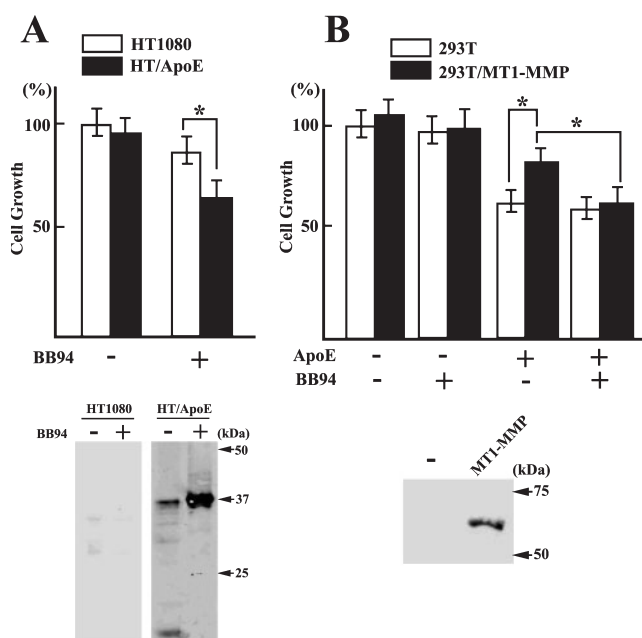 A
HT1080
HT/ApoE
(%)
100
50
Cell Growth
*
BB94 - +
HT1080 HT/ApoE
BB94 - + - + (kDa)
50
37
25
B
293T
293T/MT1-MMP
(%)
100
50
Cell Growth
* *
ApoE - - + +
BB94 - + - +
- MT1-MMP (kDa)
75
50